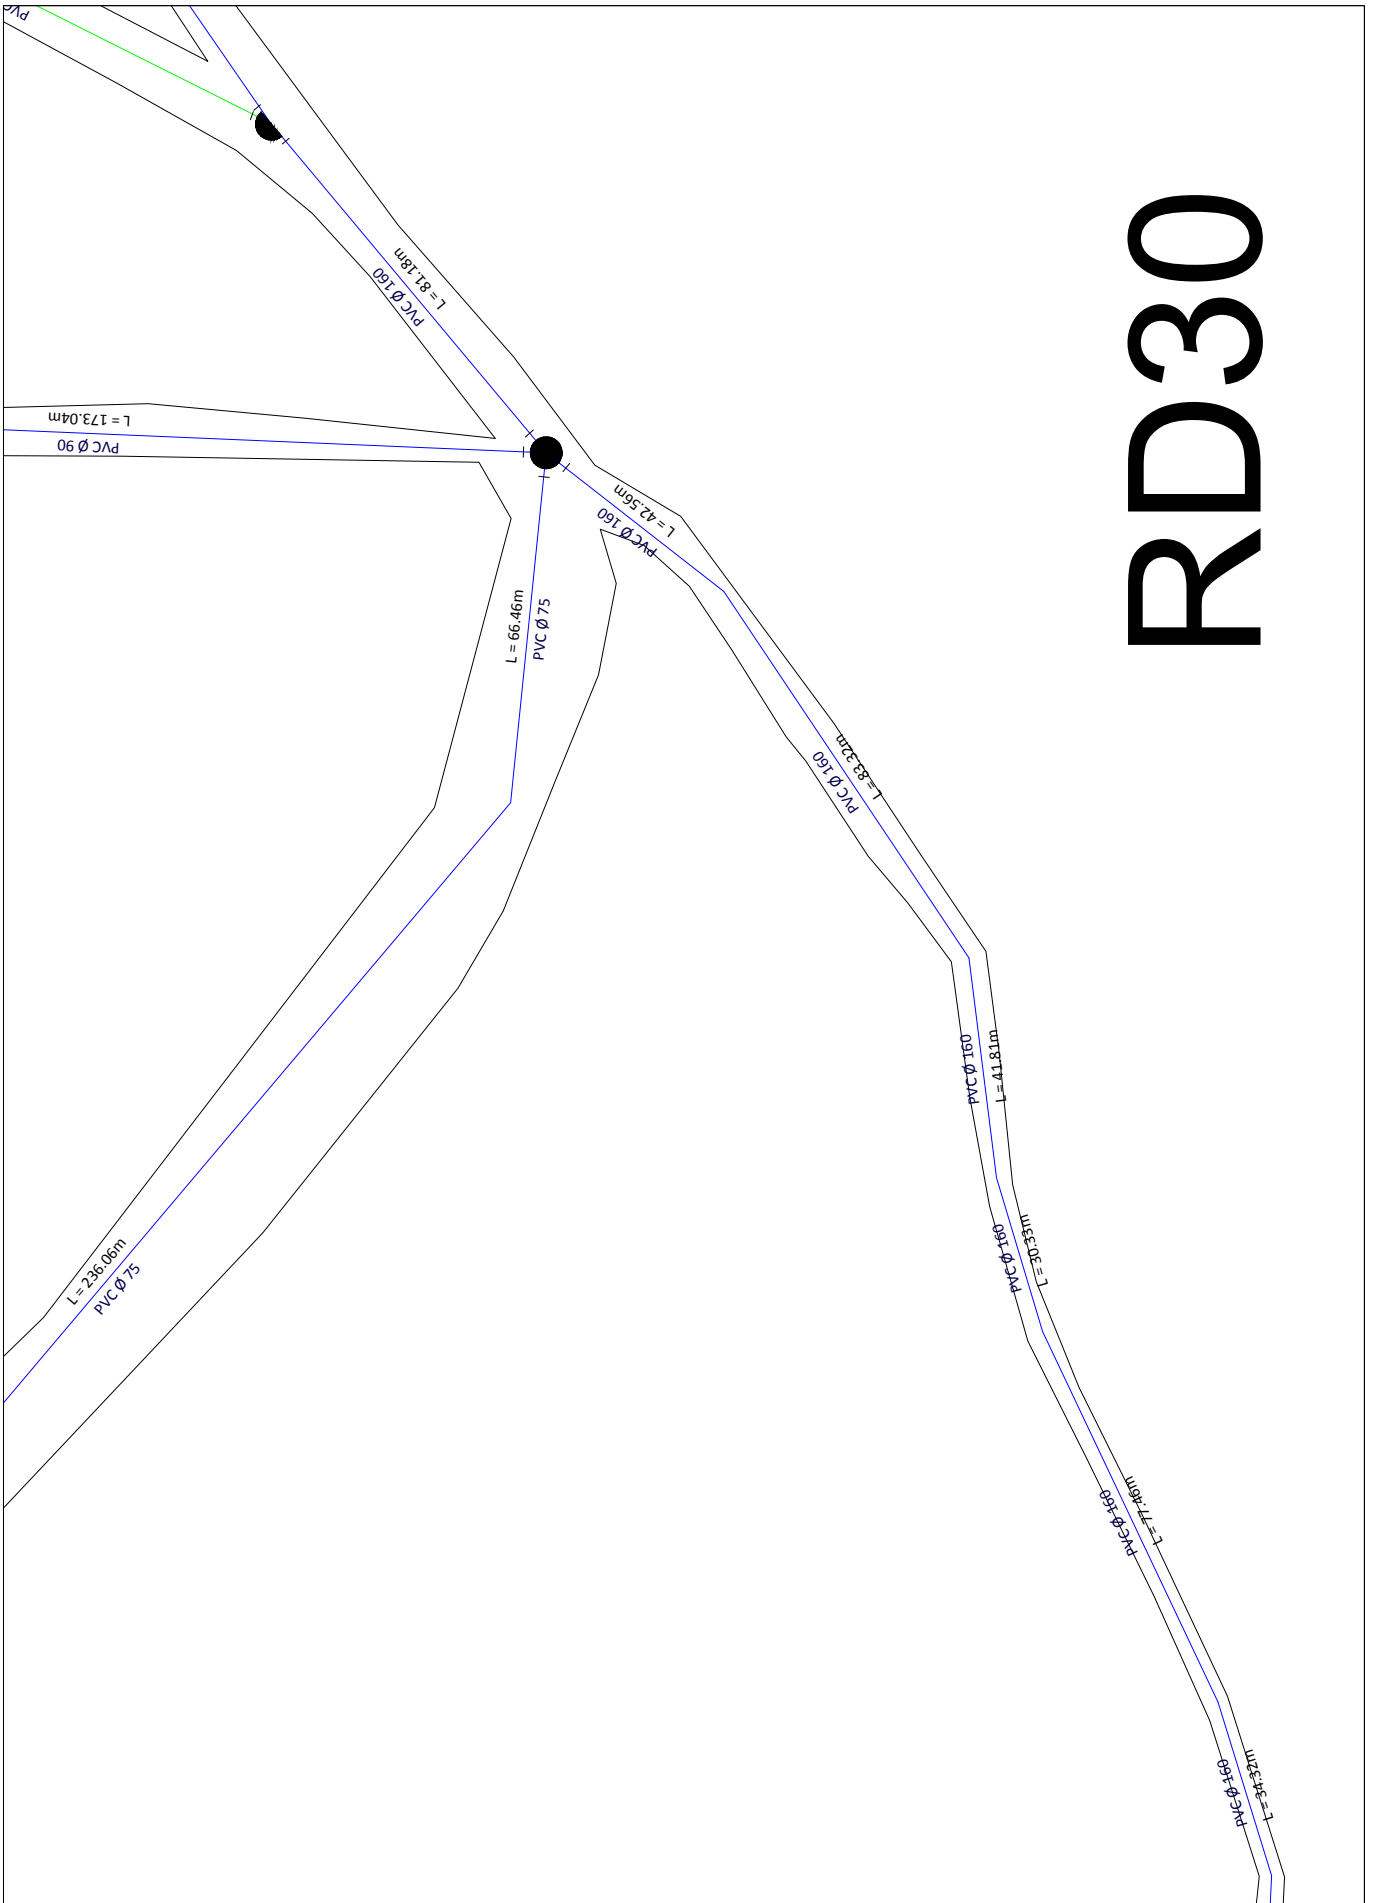 PVC
L = 81.18m
PVC Ø 160
L = 173.04m
PVC Ø 90
L = 42.56m
PVC Ø 160
L = 66.46m
PVC Ø 75
L = 83.32m
PVC Ø 160
RD30
L = 41.81m
PVC Ø 160
L = 30.33m
PVC Ø 160
L = 236.06m
PVC Ø 75
L = 77.46m
PVC Ø 160
L = 34.32m
PVC Ø 160